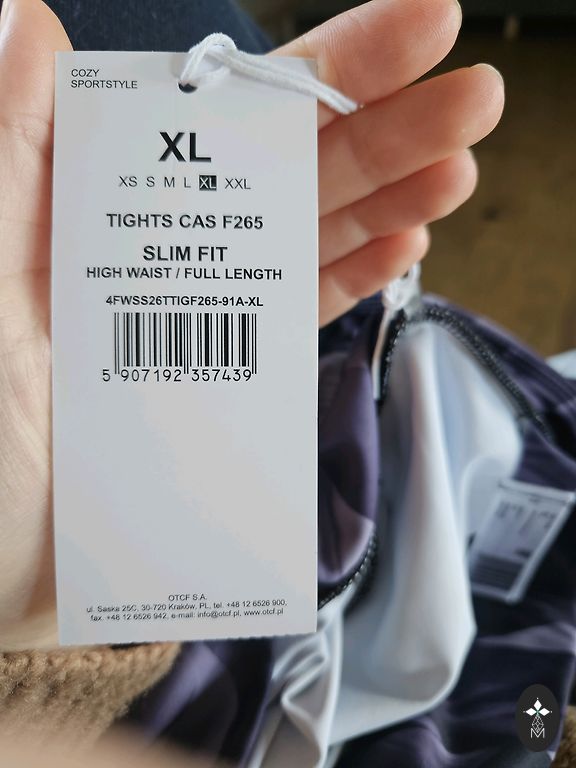 COZY
SPORTSTYLE
XL
XS S M L XL XXL
TIGHTS CAS F265
SLIM FIT
HIGH WAIST / FULL LENGTH
4FWSS26TTIGF265-91A-XL
5 907192 357439
OTCF S.A.
ul. Saska 25C, 30-720 Kraków, PL, tel. +48 12 6526 900,
fax. +48 12 6526 942, e-mail: info@otcf.pl, www.otcf.pl